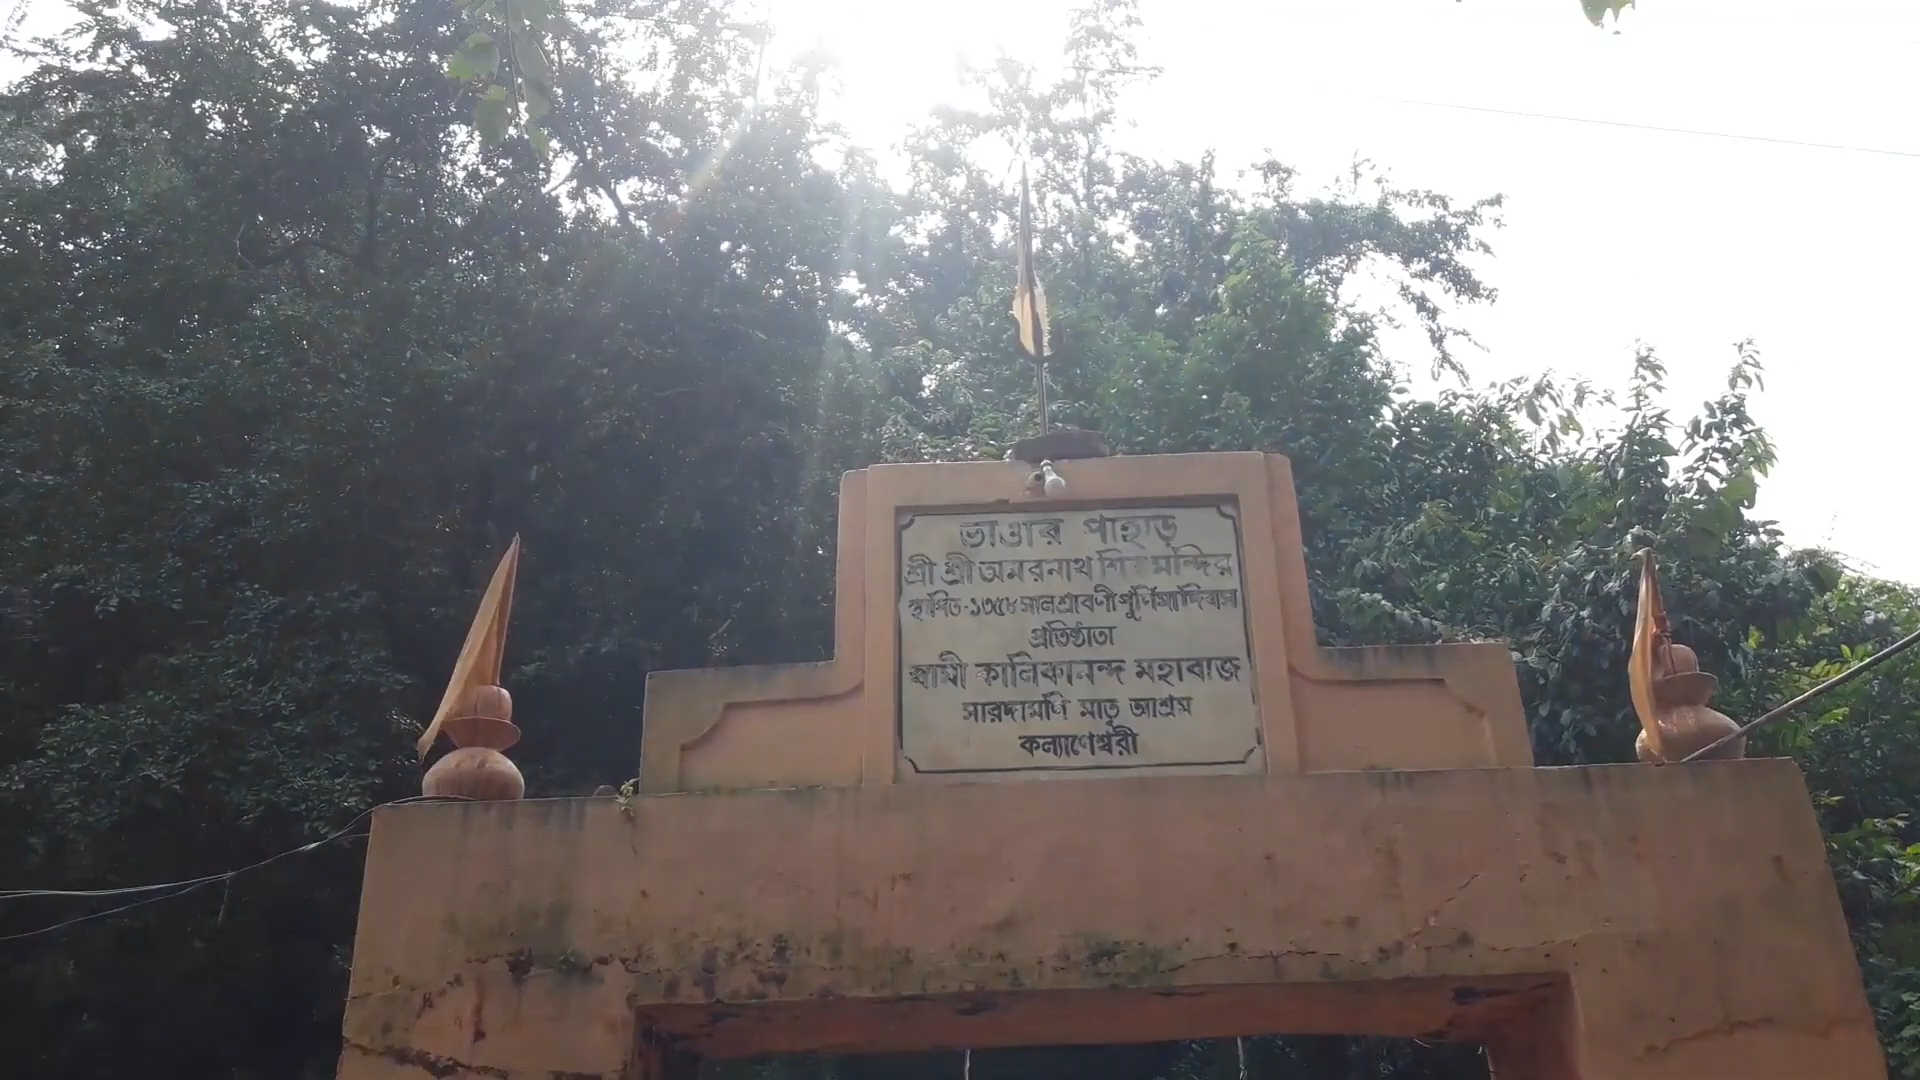 ভাণ্ডার পাহাড়
শ্রী শ্রী অমরনাথ শিব মন্দির
স্থাপিত-১৩৫৮ সাল শ্রাবণী পূর্ণিমা দিবস
প্রতিষ্ঠাতা
স্বামী কালিকানন্দ মহারাজ
সারদামণি মাতৃ আশ্রম
কল্যাণেশ্বরী